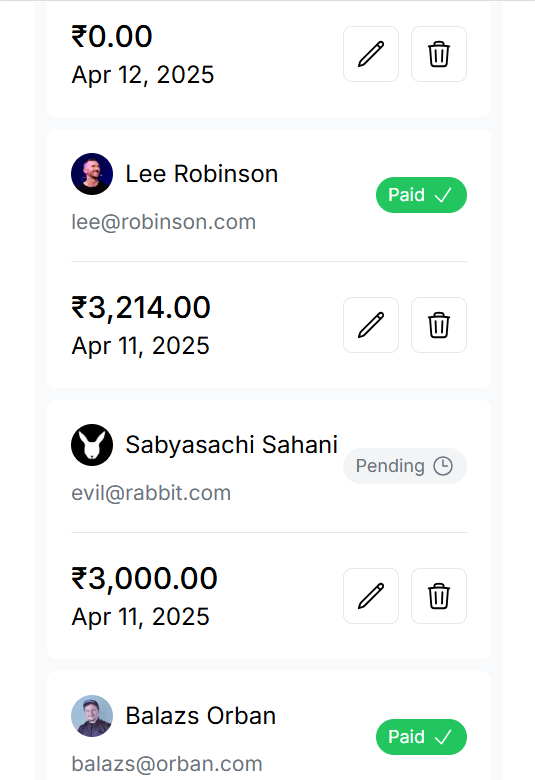 ₹0.00
Apr 12, 2025
Lee Robinson
Paid
lee@robinson.com
₹3,214.00
Apr 11, 2025
Sabyasachi Sahani
Pending
evil@rabbit.com
₹3,000.00
Apr 11, 2025
Balazs Orban
Paid
balazs@orban.com